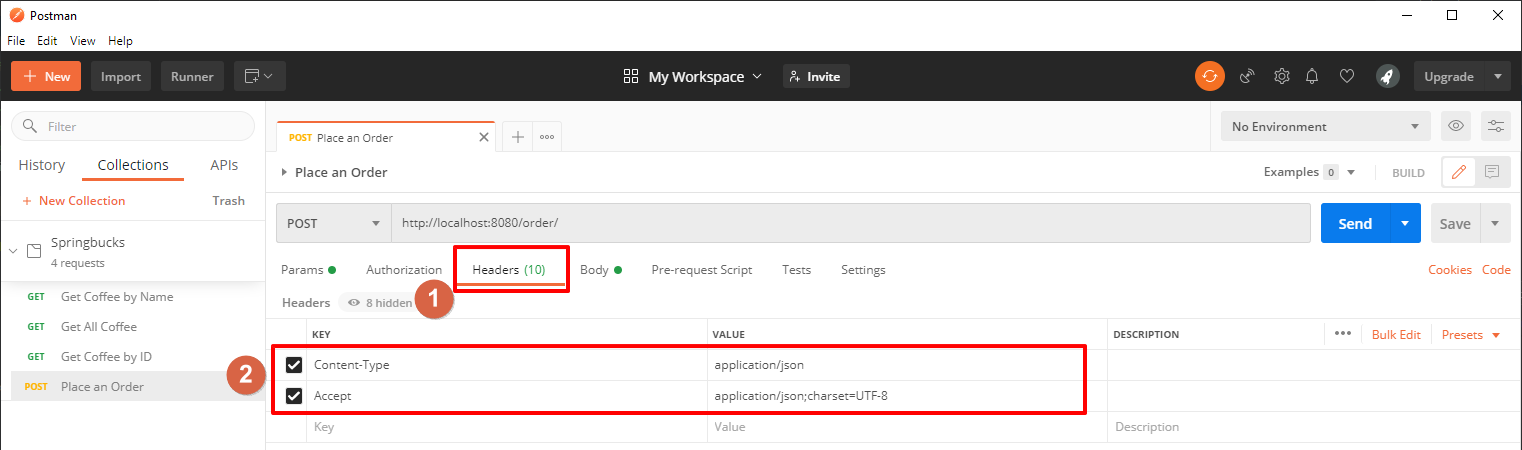 Postman
File Edit View Help
New Import Runner My Workspace Invite Upgrade
Filter
History Collections APIs
+ New Collection Trash
Springbucks
4 requests
GET Get Coffee by Name
GET Get All Coffee
GET Get Coffee by ID
POST Place an Order
POST Place an Order
No Environment
Place an Order Examples 0 BUILD
POST http://localhost:8080/order/ Send Save
Params Authorization Headers (10) Body Pre-request Script Tests Settings Cookies Code
1
Headers 8 hidden
KEY VALUE DESCRIPTION Bulk Edit Presets
2
Content-Type application/json
Accept application/json;charset=UTF-8
Key Value Description